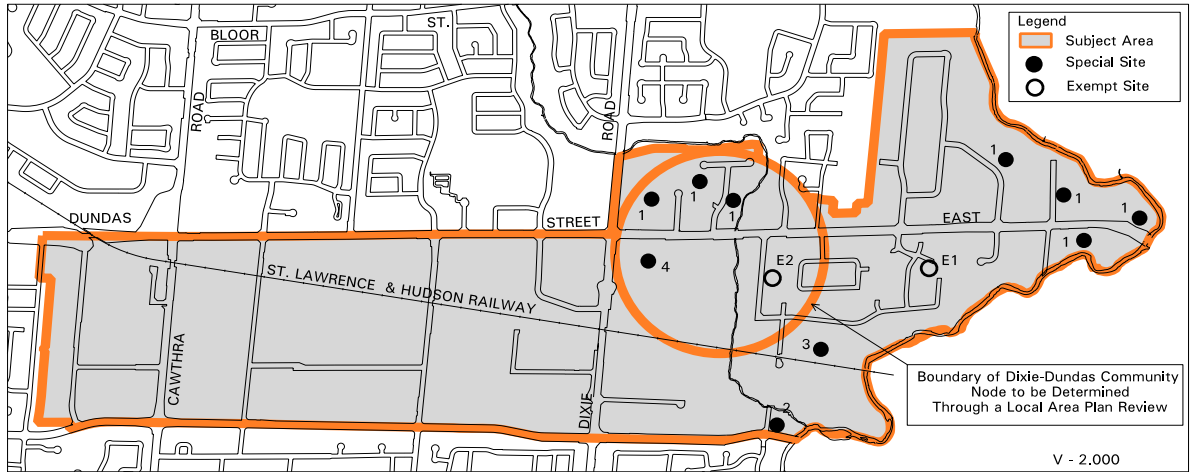 BLOOR
ST.
ROAD
ROAD
Legend
Subject Area
Special Site
Exempt Site
1
1
1
1
1
1
1
DUNDAS
STREET
EAST
4
E2
E1
ST. LAWRENCE & HUDSON RAILWAY
3
CAWTHRA
DIXIE
2
Boundary of Dixie-Dundas Community
Node to be Determined
Through a Local Area Plan Review
V - 2.000